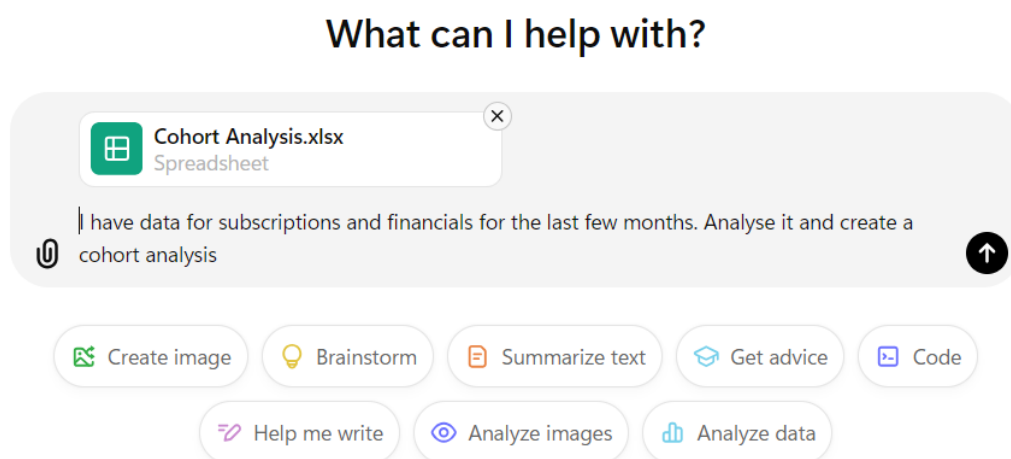 What can I help with?
Cohort Analysis.xlsx
Spreadsheet
I have data for subscriptions and financials for the last few months. Analyse it and create a
cohort analysis
Create image
Brainstorm
Summarize text
Get advice
Code
Help me write
Analyze images
Analyze data